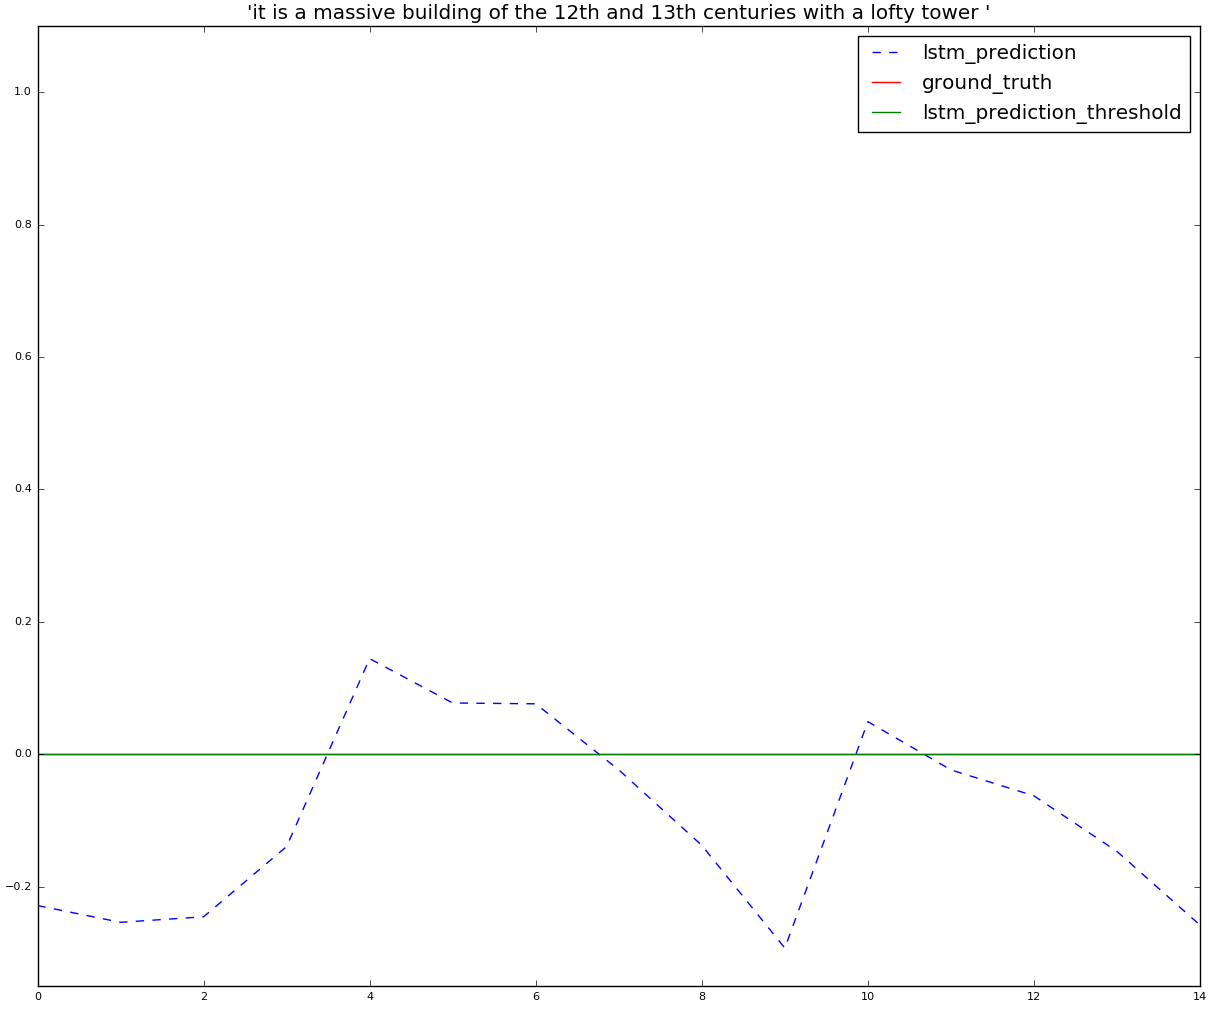 'it is a massive building of the 12th and 13th centuries with a lofty tower '
lstm_prediction
ground_truth
lstm_prediction_threshold
1.0
0.8
0.6
0.4
0.2
0.0
−0.2
0 2 4 6 8 10 12 14